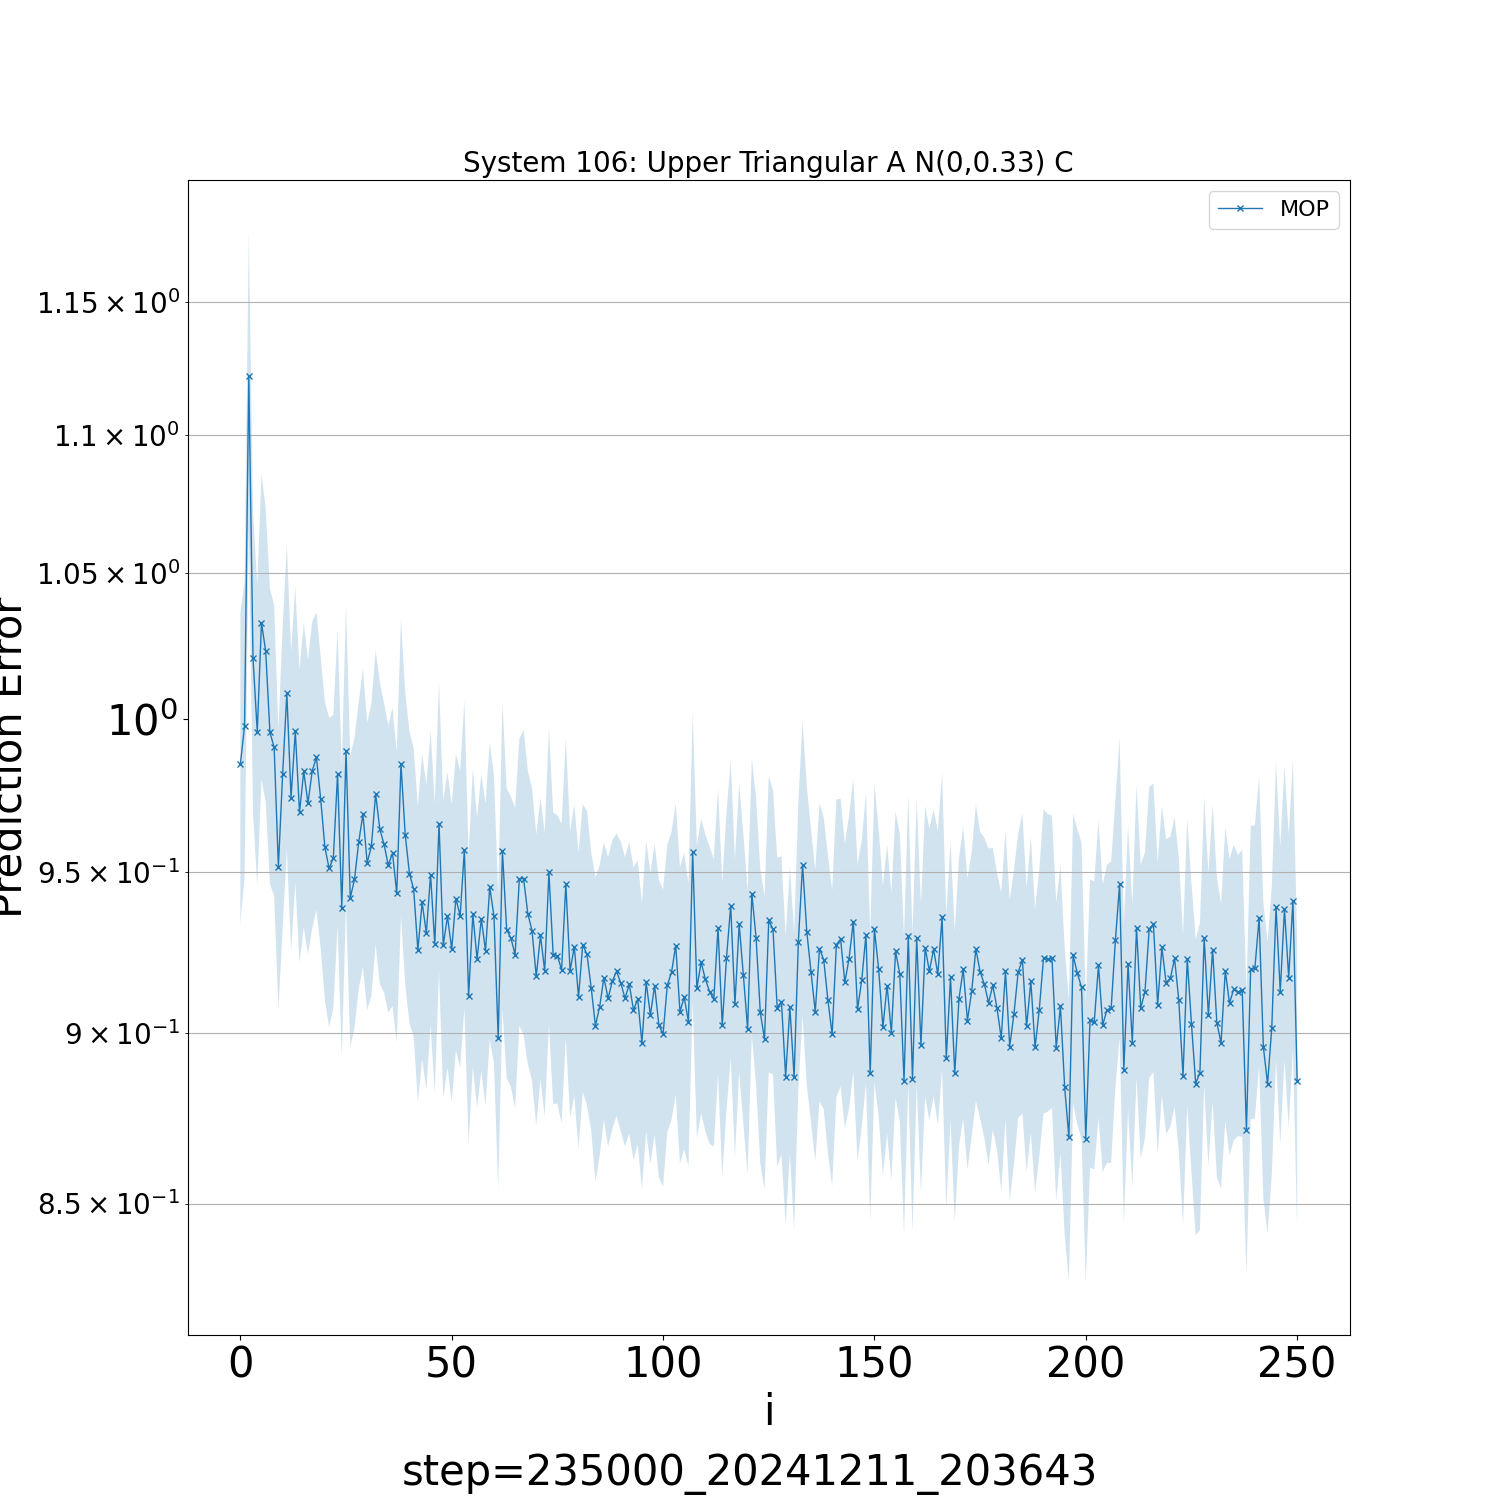 System 106: Upper Triangular A N(0,0.33) C
MOP
1.15 × 10⁰
1.1 × 10⁰
1.05 × 10⁰
10⁰
9.5 × 10⁻¹
9 × 10⁻¹
8.5 × 10⁻¹
Prediction Error
0 50 100 150 200 250
i
step=235000_20241211_203643